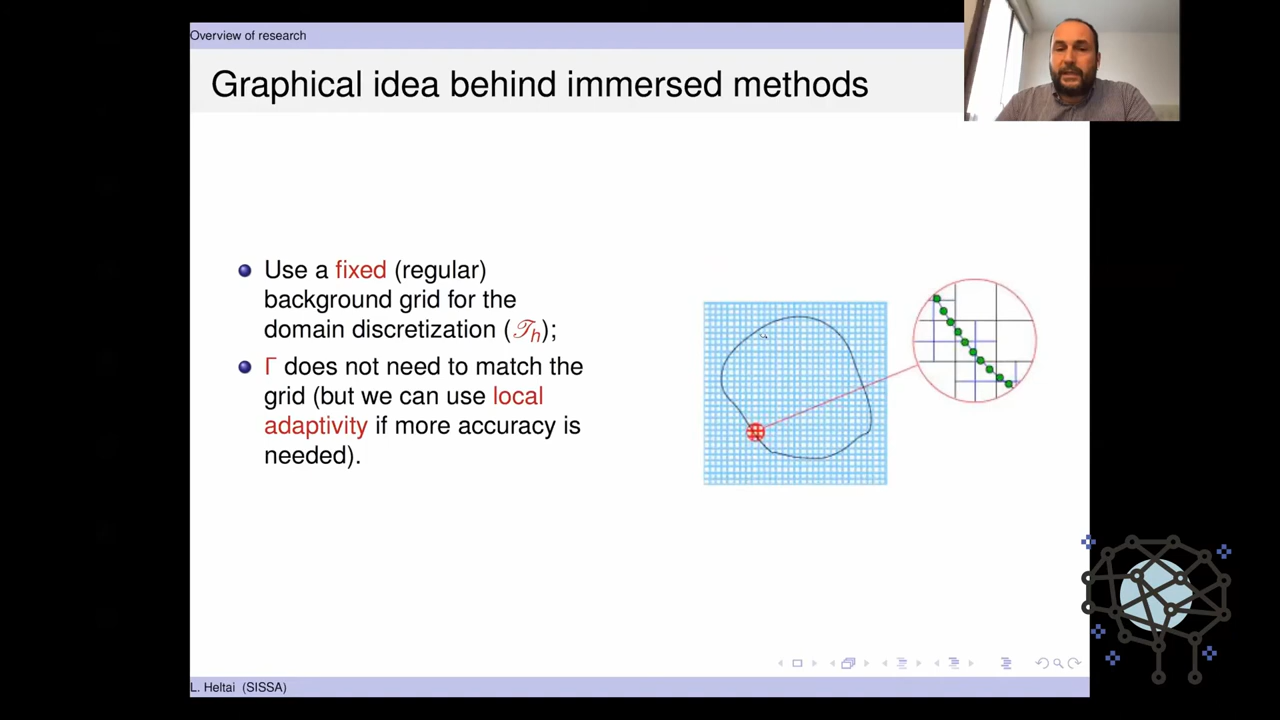 Overview of research
Graphical idea behind immersed methods
Use a fixed (regular)
background grid for the
domain discretization (𝒯ₕ);
Γ does not need to match the
grid (but we can use local
adaptivity if more accuracy is
needed).
L. Heltai (SISSA)